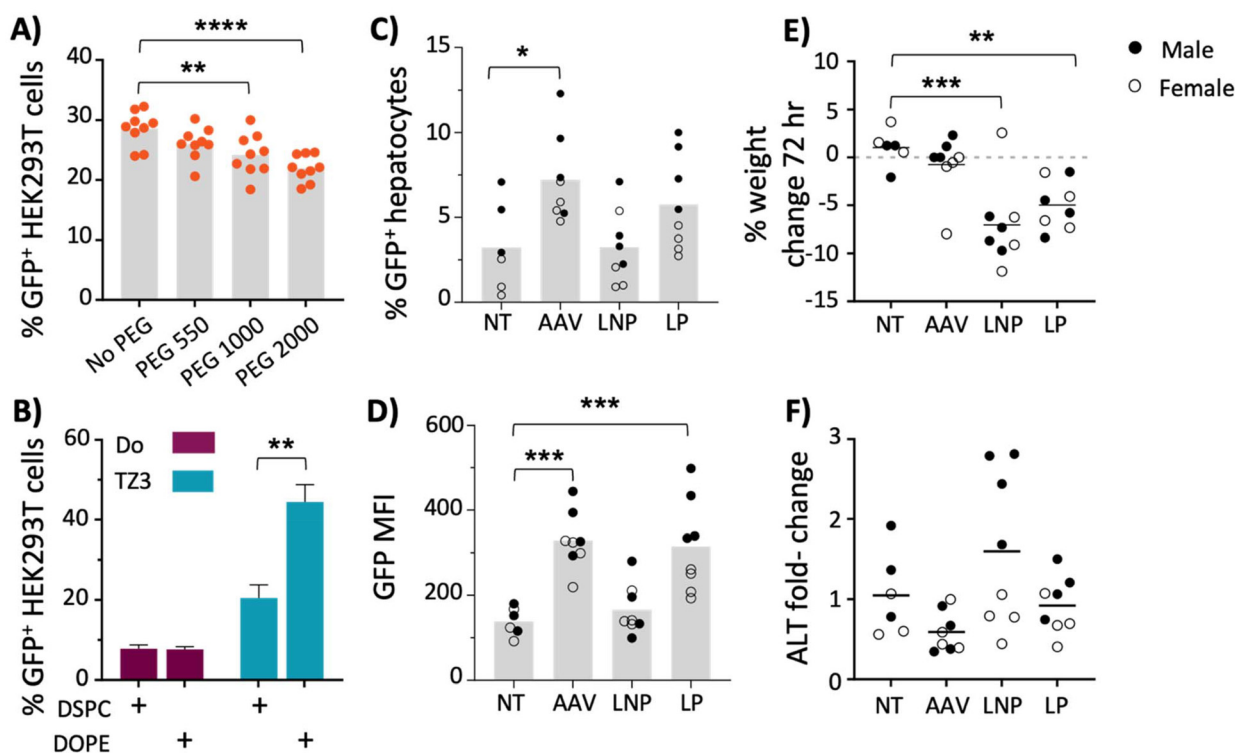 A)
% GFP+ HEK293T cells
40
30
20
10
0
**
****
No PEG
PEG 550
PEG 1000
PEG 2000
B)
% GFP+ HEK293T cells
60
40
20
0
Do
TZ3
**
DSPC + +
DOPE + +
C)
% GFP+ hepatocytes
15
10
5
0
*
NT AAV LNP LP
D)
GFP MFI
600
400
200
0
***
***
NT AAV LNP LP
E)
% weight
change 72 hr
10
5
0
-5
-10
-15
**
***
NT AAV LNP LP
Male
Female
F)
ALT fold- change
3
2
1
0
NT AAV LNP LP